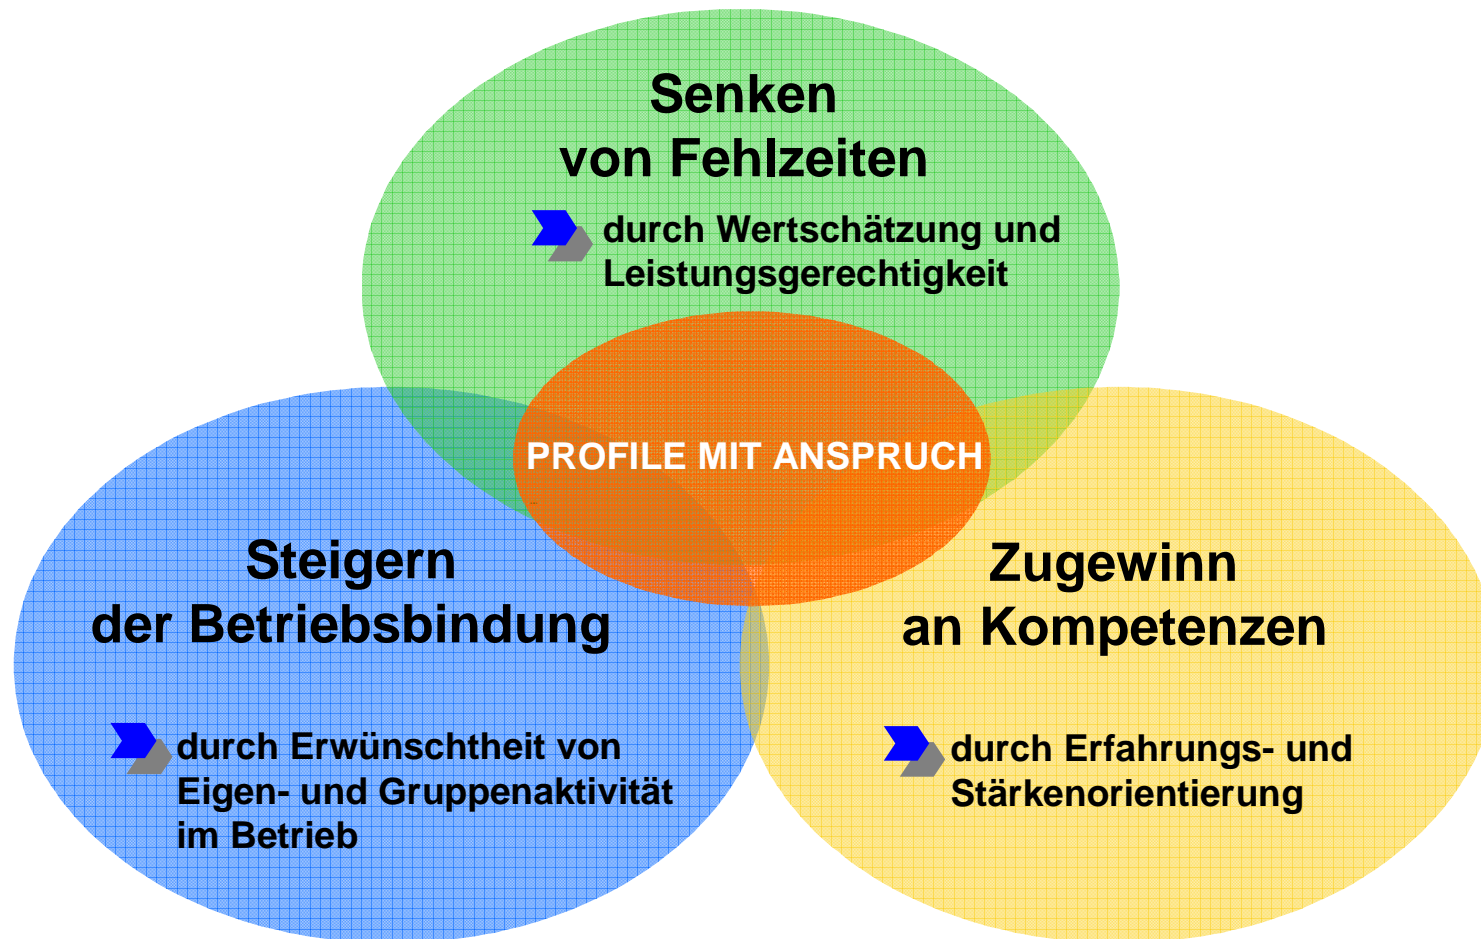 Senken
von Fehlzeiten
durch Wertschätzung und
Leistungsgerechtigkeit
PROFILE MIT ANSPRUCH
Steigern
der Betriebsbindung
durch Erwünschtheit von
Eigen- und Gruppenaktivität
im Betrieb
Zugewinn
an Kompetenzen
durch Erfahrungs- und
Stärkenorientierung